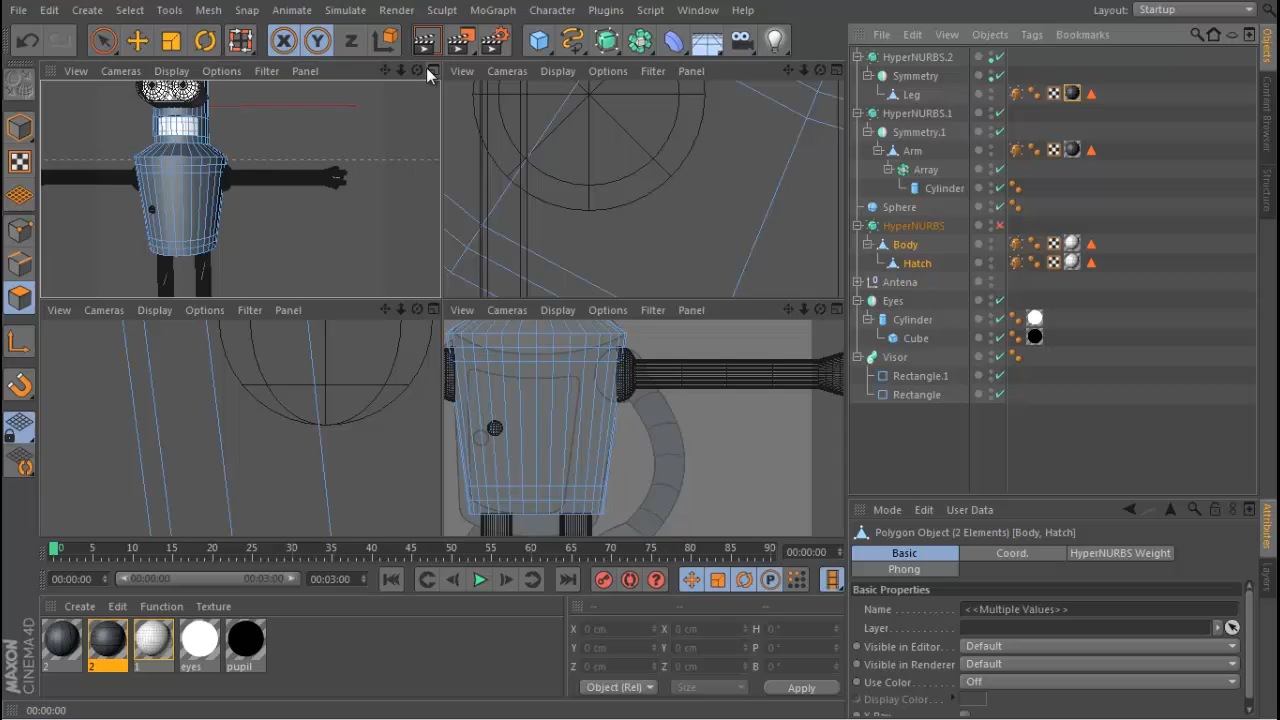 File Edit Select Tools Mesh Snap Animate Simulate Render Sculpt MoGraph Character Plugins Script Window Help Layout: Startup
X Y Z
File Edit View Objects Tags Bookmarks
View Cameras Display Options Filter Panel
View Cameras Display Options Filter Panel
HyperNURBS.2
Symmetry
Leg
HyperNURBS.1
Symmetry.1
Arm
Array
Cylinder
Sphere
HyperNURBS
Body
Hatch
Antena
Eyes
Cylinder
Cube
Visor
Rectangle.1
Rectangle
Objects
Content Browser
Structure
View Cameras Display Options Filter Panel
View Cameras Display Options Filter Panel
Mode Edit User Data
Polygon Object (2 Elements) [Body, Hatch]
Basic Coord. HyperNURBS Weight
Phong
Basic Properties
Name <<Multiple Values>>
Layer
Visible in Editor Default
Visible in Renderer Default
Use Color Off
Display Color
X-Ray
Attributes
Layers
0 5 10 15 20 25 30 35 40 45 50 55 60 65 70 75 80 85 90 00:00:00
00:00:00 00:00:00 00:03:00 00:03:00
Create Edit Function Texture
2 2 1 eyes pupil
-- -- --
X 0 cm X 0 cm H 0 °
Y 0 cm Y 0 cm P 0 °
Z 0 cm Z 0 cm B 0 °
Object (Rel) Size Apply
MAXON CINEMA4D
00:00:00